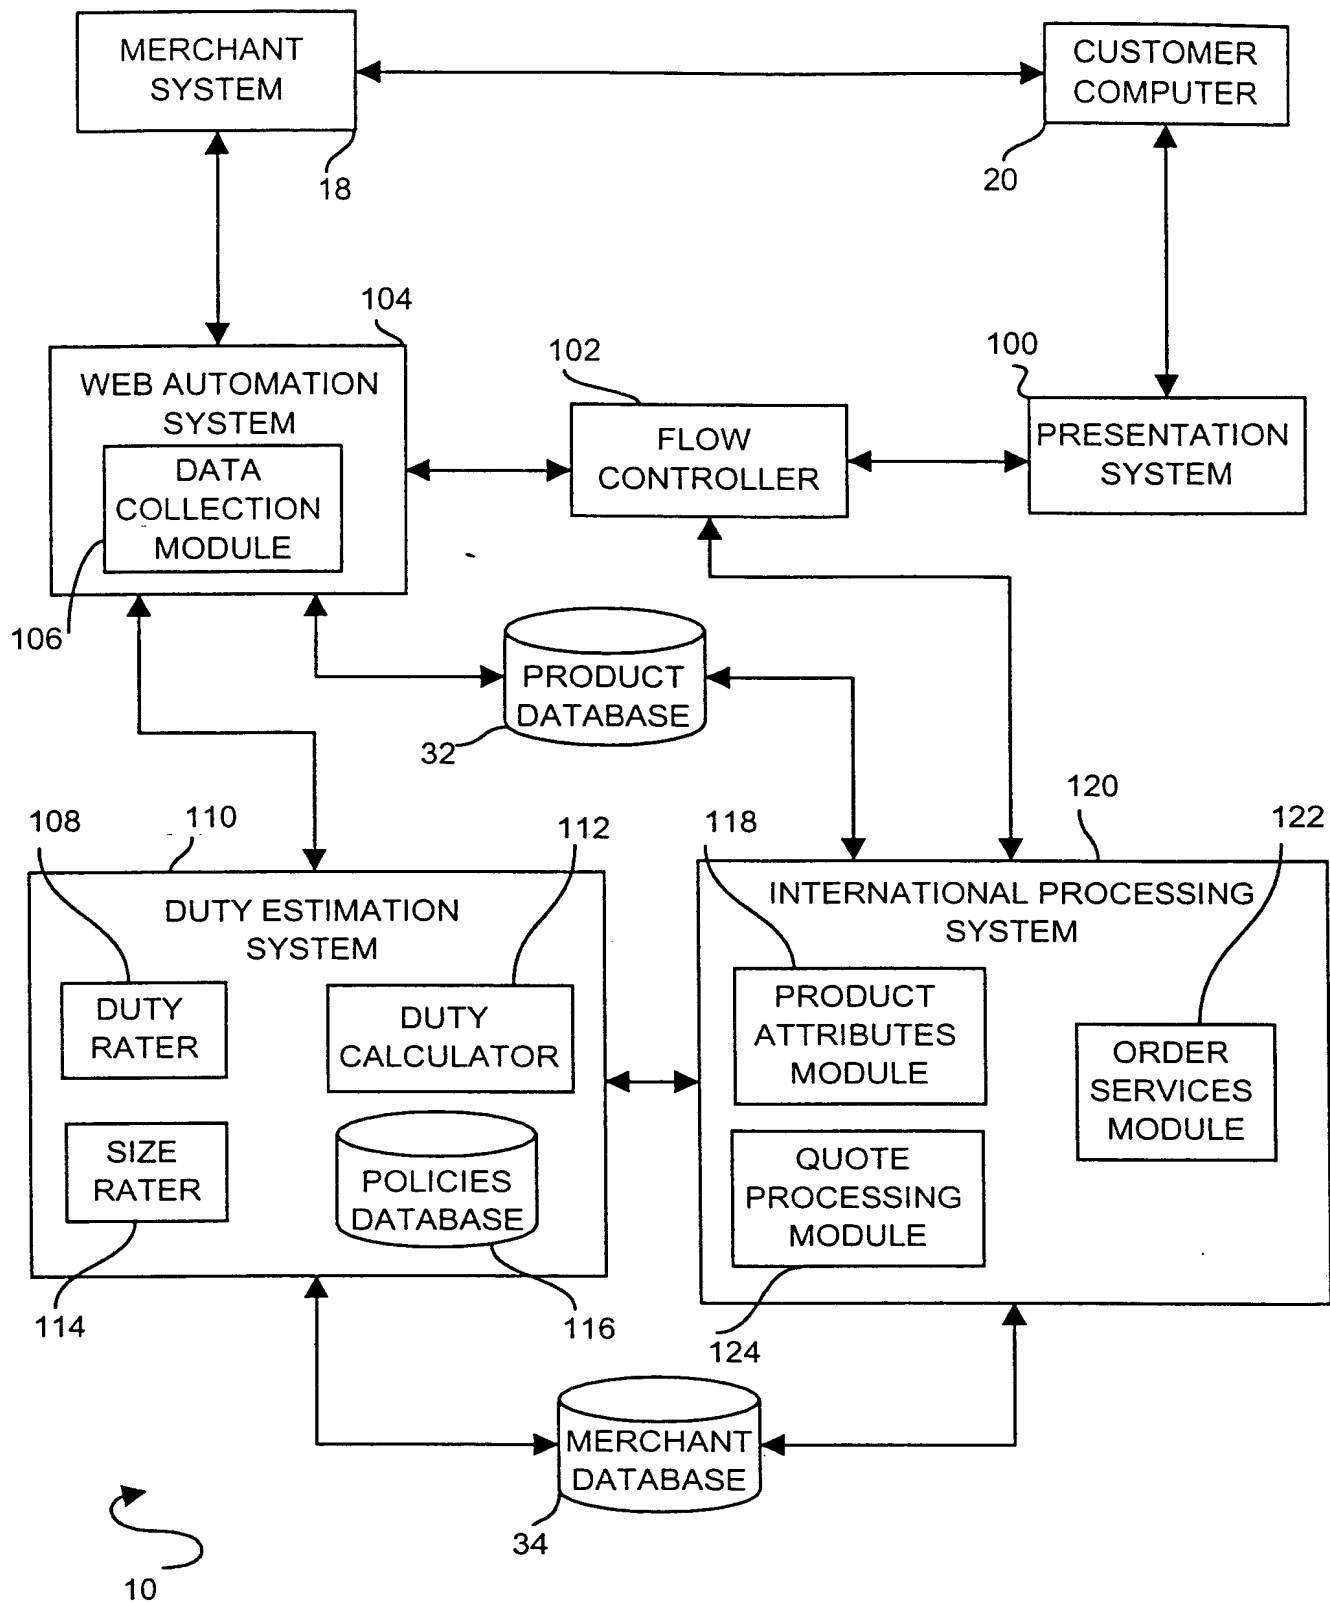 MERCHANT
SYSTEM
CUSTOMER
COMPUTER
18
20
104
102
100
WEB AUTOMATION
SYSTEM
DATA
COLLECTION
MODULE
FLOW
CONTROLLER
PRESENTATION
SYSTEM
106
PRODUCT
DATABASE
32
108
110
112
118
120
122
DUTY ESTIMATION
SYSTEM
DUTY
RATER
DUTY
CALCULATOR
SIZE
RATER
POLICIES
DATABASE
INTERNATIONAL PROCESSING
SYSTEM
PRODUCT
ATTRIBUTES
MODULE
ORDER
SERVICES
MODULE
QUOTE
PROCESSING
MODULE
114
116
124
MERCHANT
DATABASE
34
10